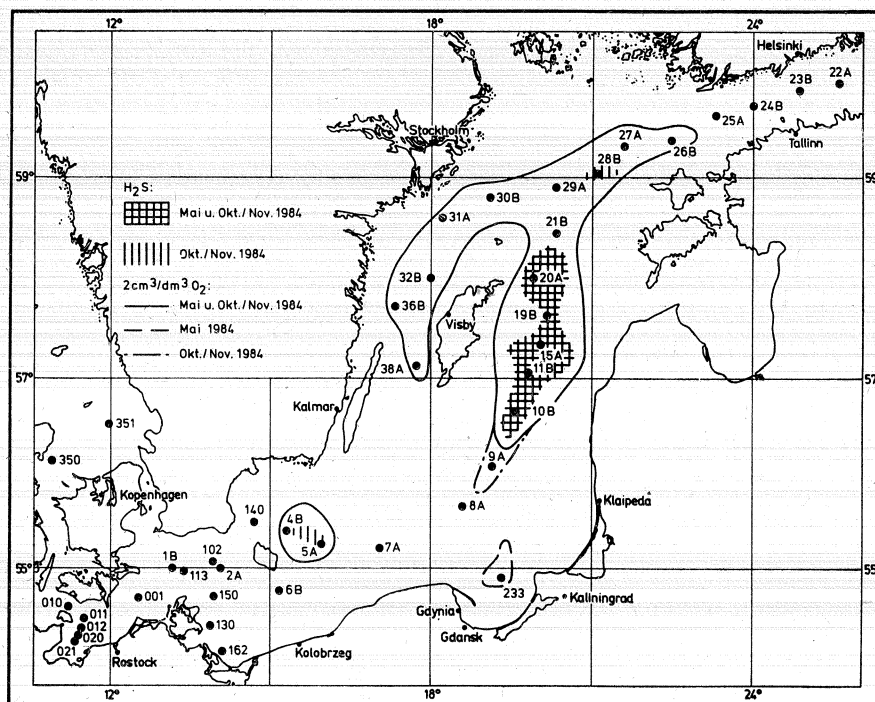 12°
18°
24°
Helsinki
22A
23B
24B
25A
Tallinn
27A
26B
Stockholm
28B
59°
59°
H₂S:
29A
30B
Mai u. Okt./Nov. 1984
31A
21B
Okt./Nov. 1984
2cm³/dm³O₂:
32B
20A
Mai u. Okt./Nov. 1984
36B
19B
Mai 1984
Visby
Okt./Nov. 1984
15A
38A
11B
57°
57°
Kalmar
10B
351
350
9A
Kopenhagen
Klaipeda
140
4B
8A
5A
7A
1B
102
55°
55°
113
2A
6B
233
010
001
150
Kaliningrad
011
012
130
Gdynia
020
Gdansk
021
Rostock
162
Kolobrzeg
12°
18°
24°